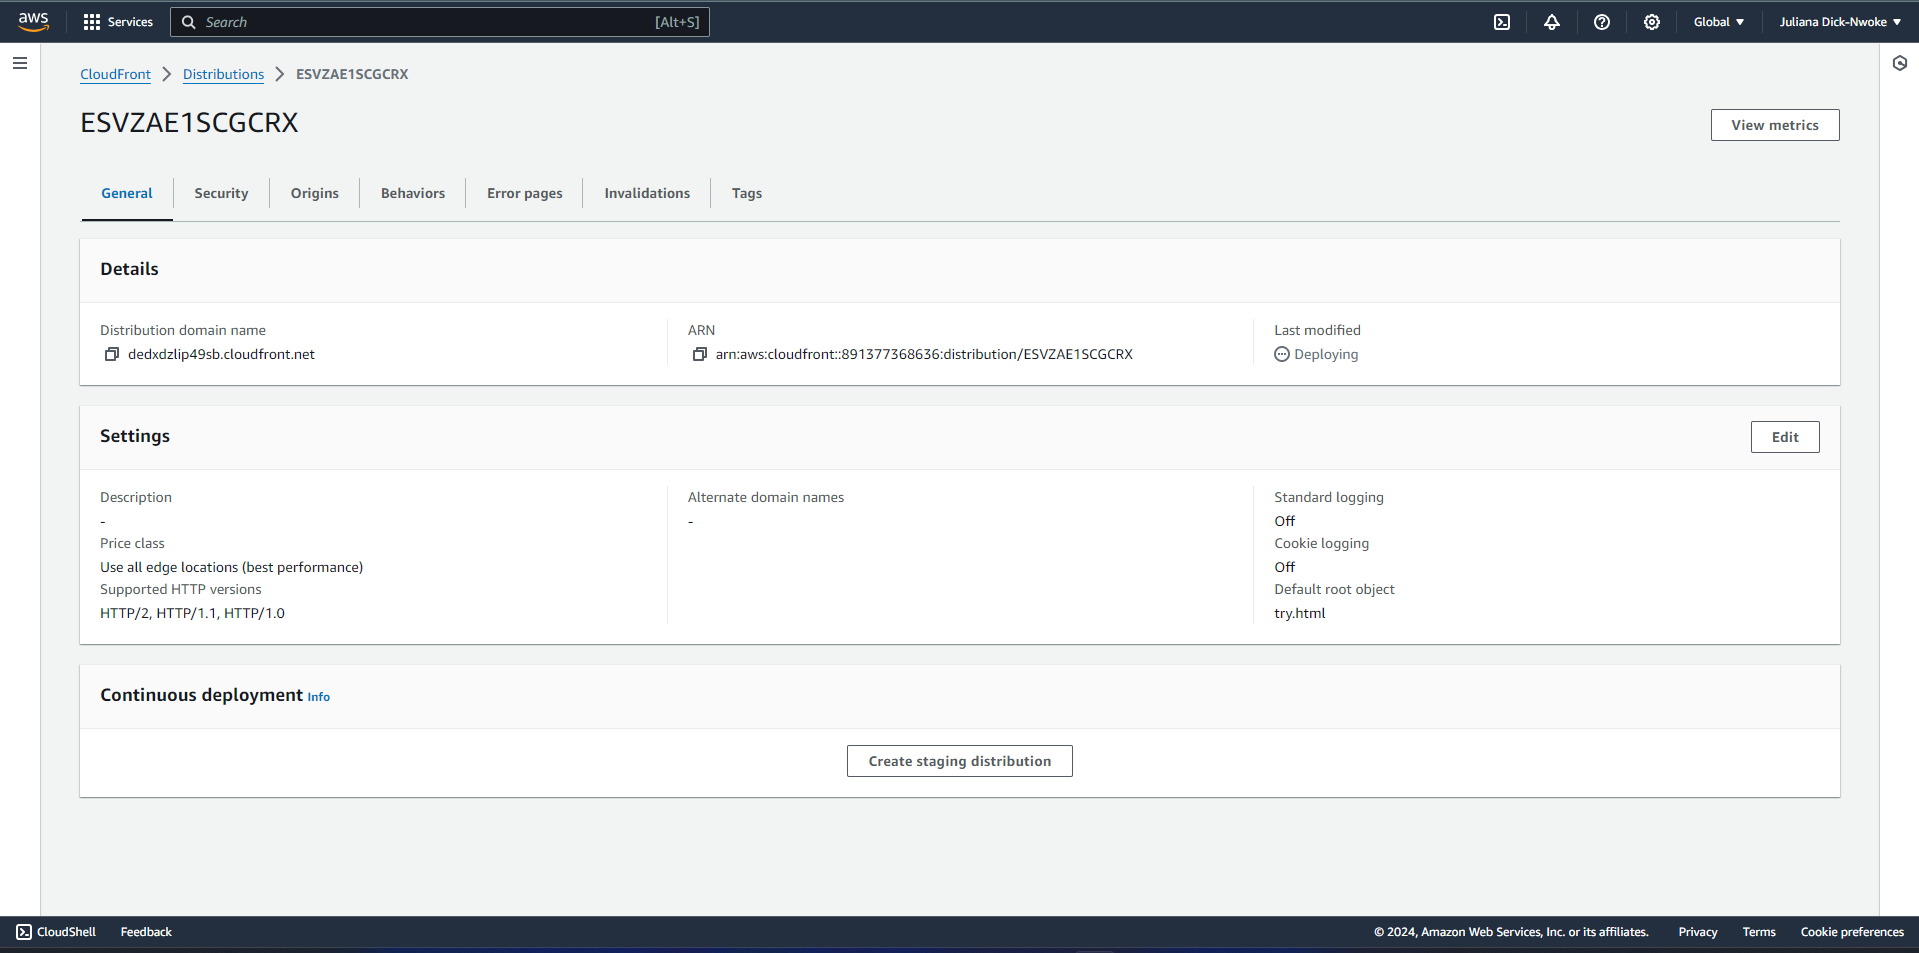 aws Services Search [Alt+S] Global Juliana Dick-Nwoke
CloudFront Distributions ESVZAE1SCGCRX
ESVZAE1SCGCRX
View metrics
General Security Origins Behaviors Error pages Invalidations Tags
Details
Distribution domain name ARN Last modified
dedxdzlip49sb.cloudfront.net arn:aws:cloudfront::891377368636:distribution/ESVZAE1SCGCRX Deploying
Settings Edit
Description Alternate domain names Standard logging
- - Off
Price class Cookie logging
Use all edge locations (best performance) Off
Supported HTTP versions Default root object
HTTP/2, HTTP/1.1, HTTP/1.0 try.html
Continuous deployment Info
Create staging distribution
CloudShell Feedback © 2024, Amazon Web Services, Inc. or its affiliates. Privacy Terms Cookie preferences